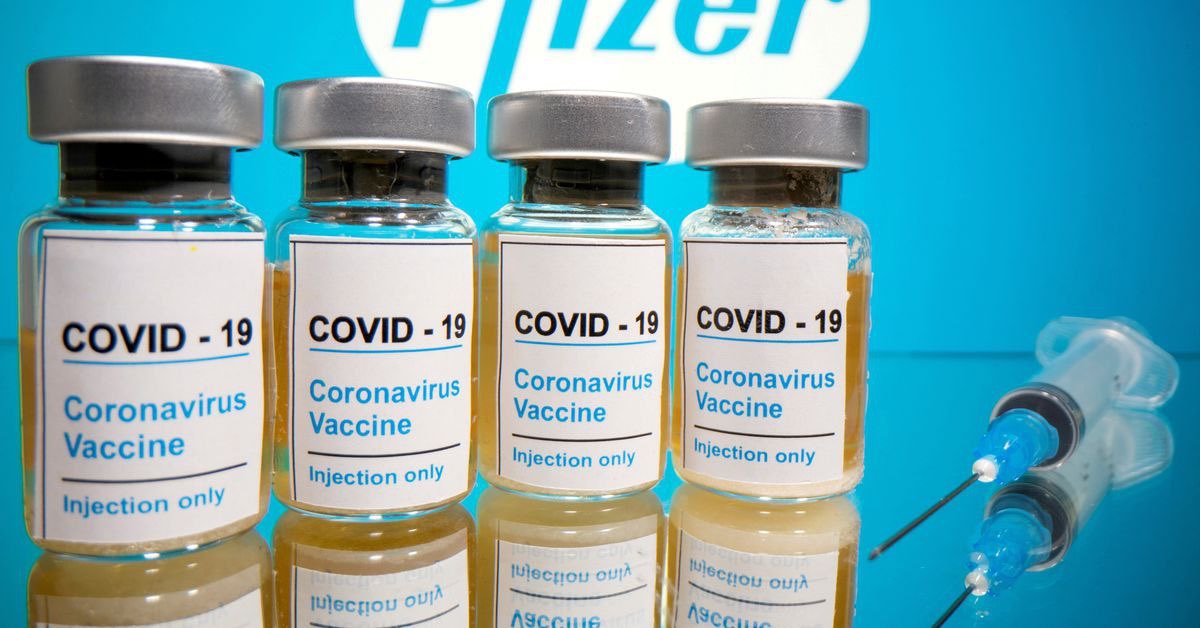 Pfizer
COVID - 19
Coronavirus
Vaccine
Injection only
COVID - 19
Coronavirus
Vaccine
Injection only
COVID - 19
Coronavirus
Vaccine
Injection only
COVID - 19
Coronavirus
Vaccine
Injection only